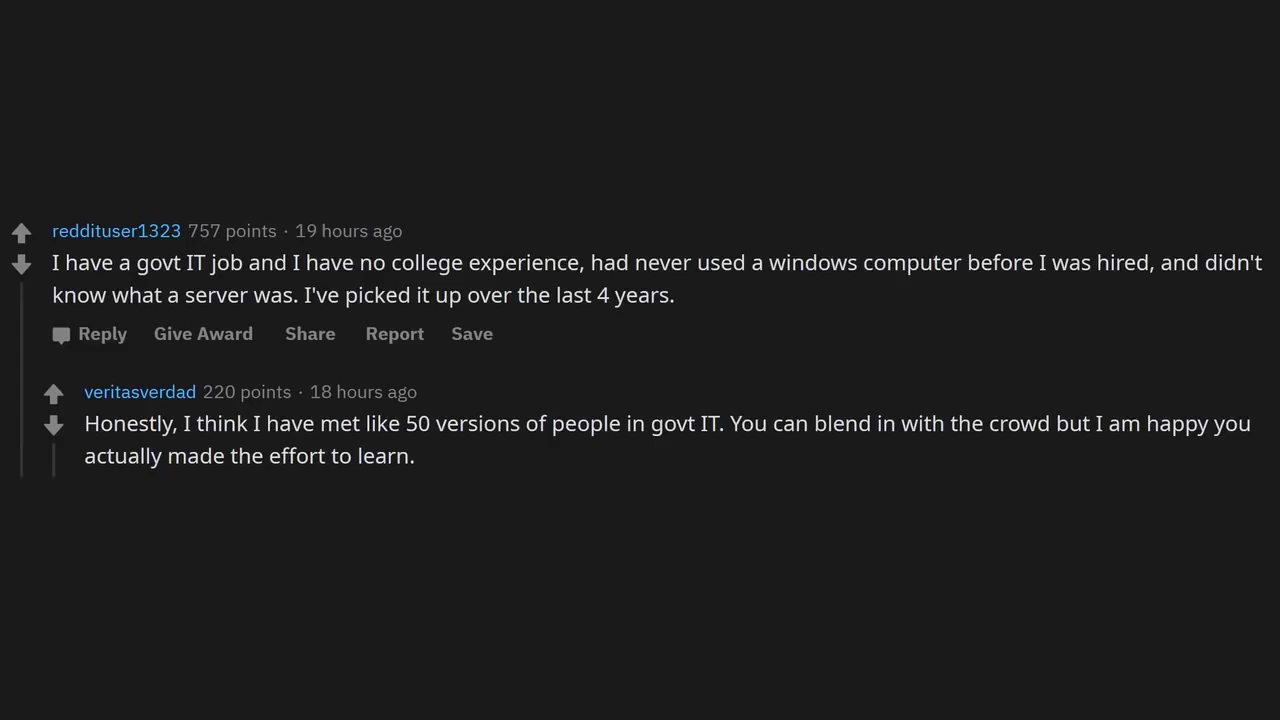 reddituser1323 757 points · 19 hours ago
I have a govt IT job and I have no college experience, had never used a windows computer before I was hired, and didn't
know what a server was. I've picked it up over the last 4 years.
Reply Give Award Share Report Save
veritasverdad 220 points · 18 hours ago
Honestly, I think I have met like 50 versions of people in govt IT. You can blend in with the crowd but I am happy you
actually made the effort to learn.